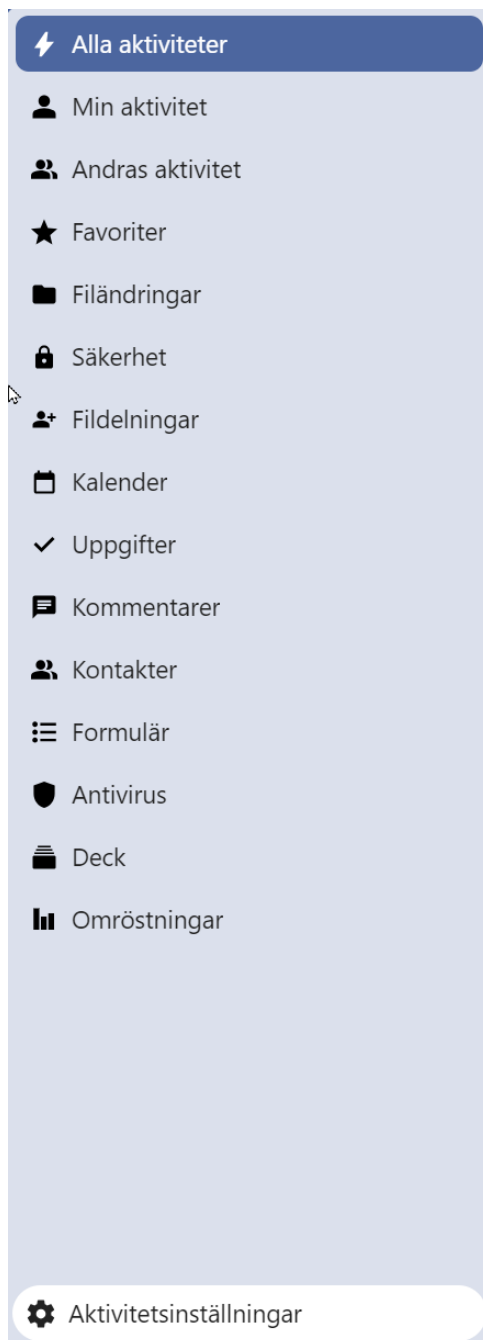 Alla aktiviteter
Min aktivitet
Andras aktivitet
Favoriter
Filändringar
Säkerhet
Fildelningar
Kalender
Uppgifter
Kommentarer
Kontakter
Formulär
Antivirus
Deck
Omröstningar
Aktivitetsinställningar